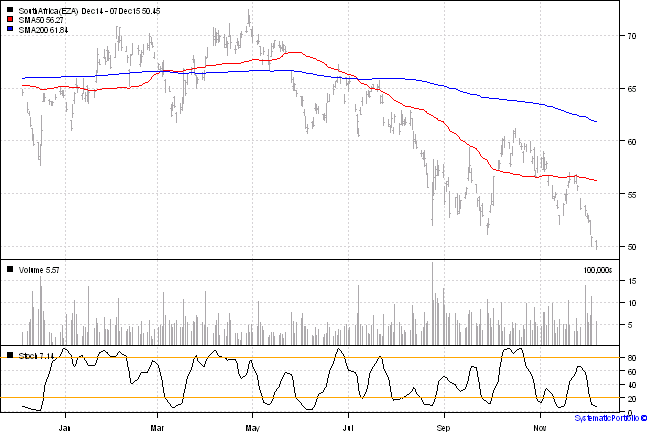 SouthAfrica(EZA) Dec14 - 07Dec15 50.45
SMA50 56.27
SMA200 61.84
70
65
60
55
50
Volume 5.57
100,000s
15
10
5
Stoch 7.14
80
60
40
20
0
Jan Mar May Jul Sep Nov
SystematicPortfolio ©